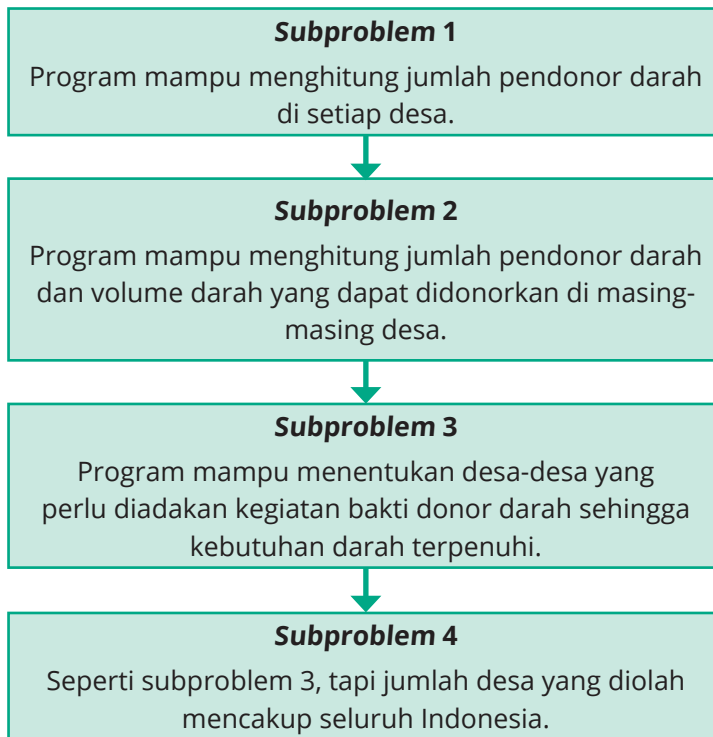 Subproblem 1
Program mampu menghitung jumlah pendonor darah
di setiap desa.
Subproblem 2
Program mampu menghitung jumlah pendonor darah
dan volume darah yang dapat didonorkan di masing-
masing desa.
Subproblem 3
Program mampu menentukan desa-desa yang
perlu diadakan kegiatan bakti donor darah sehingga
kebutuhan darah terpenuhi.
Subproblem 4
Seperti subproblem 3, tapi jumlah desa yang diolah
mencakup seluruh Indonesia.